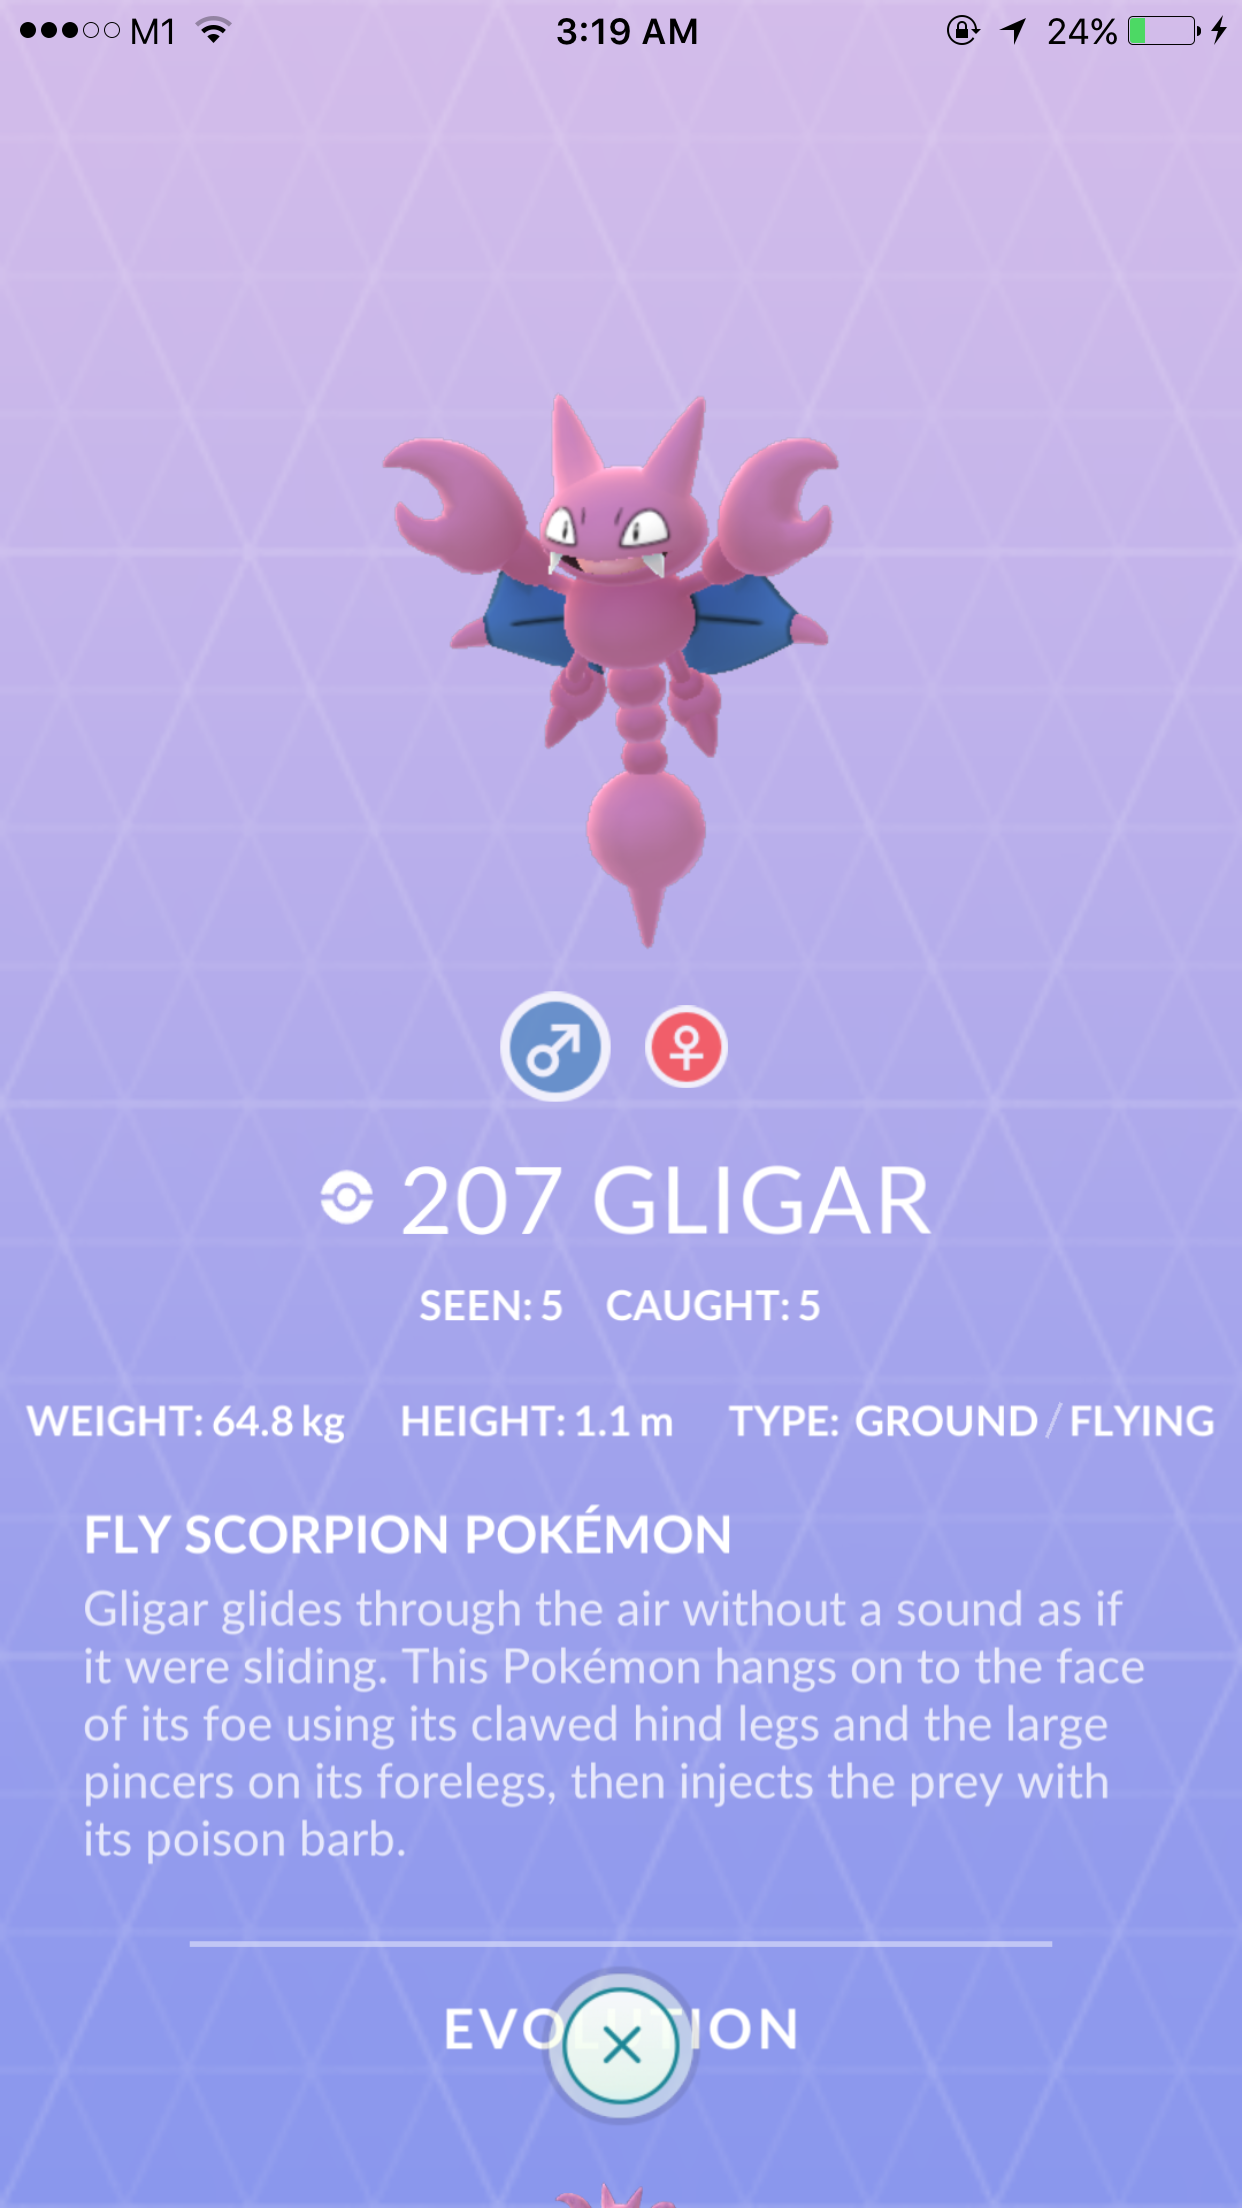 M1 3:19 AM 24%
207 GLIGAR
SEEN: 5 CAUGHT: 5
WEIGHT: 64.8 kg HEIGHT: 1.1 m TYPE: GROUND / FLYING
FLY SCORPION POKÉMON
Gligar glides through the air without a sound as if
it were sliding. This Pokémon hangs on to the face
of its foe using its clawed hind legs and the large
pincers on its forelegs, then injects the prey with
its poison barb.
EVOLUTION